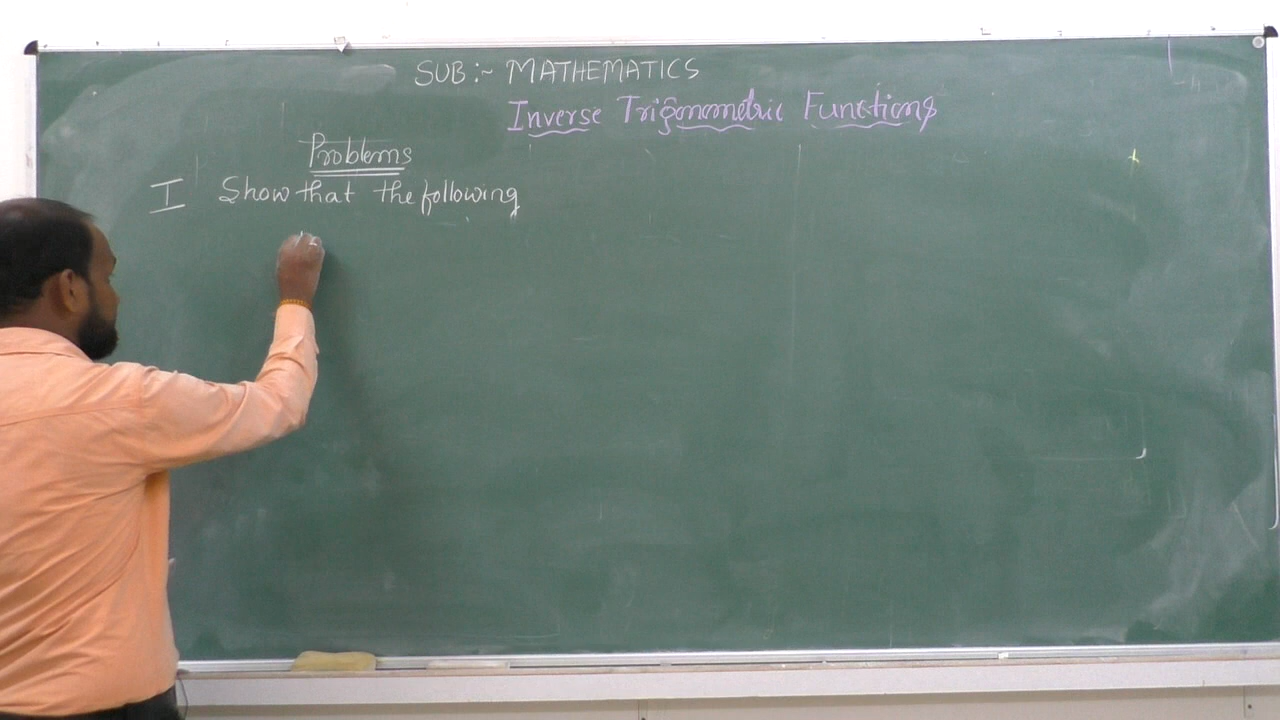 SUB :- MATHEMATICS
Inverse Trigonometric Functions
Problems
I Show that the following